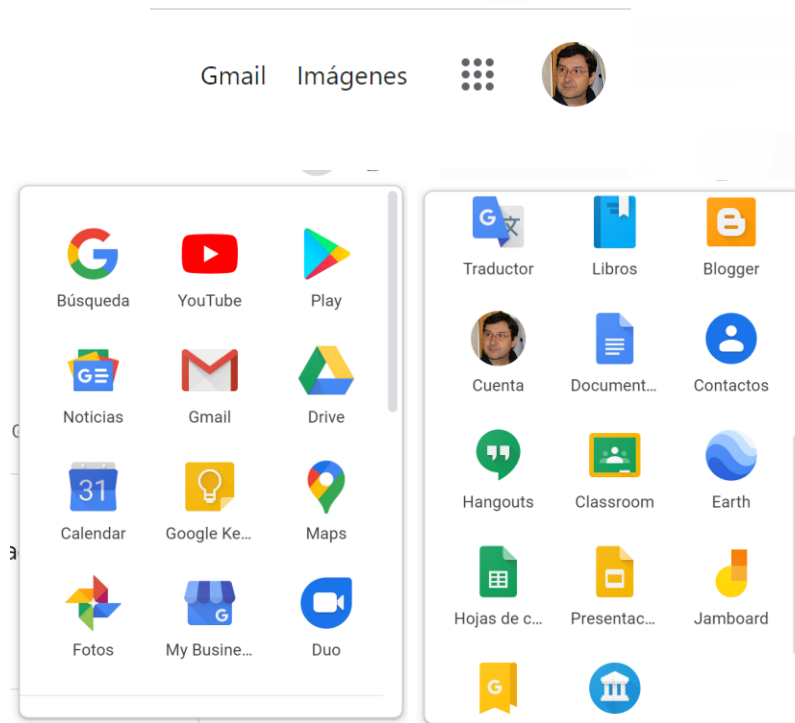 Gmail Imágenes
Búsqueda YouTube Play
Noticias Gmail Drive
31
Calendar Google Ke... Maps
G
Fotos My Busine... Duo
G 文
Traductor Libros Blogger
Cuenta Document... Contactos
Hangouts Classroom Earth
Hojas de c... Presentac... Jamboard
G